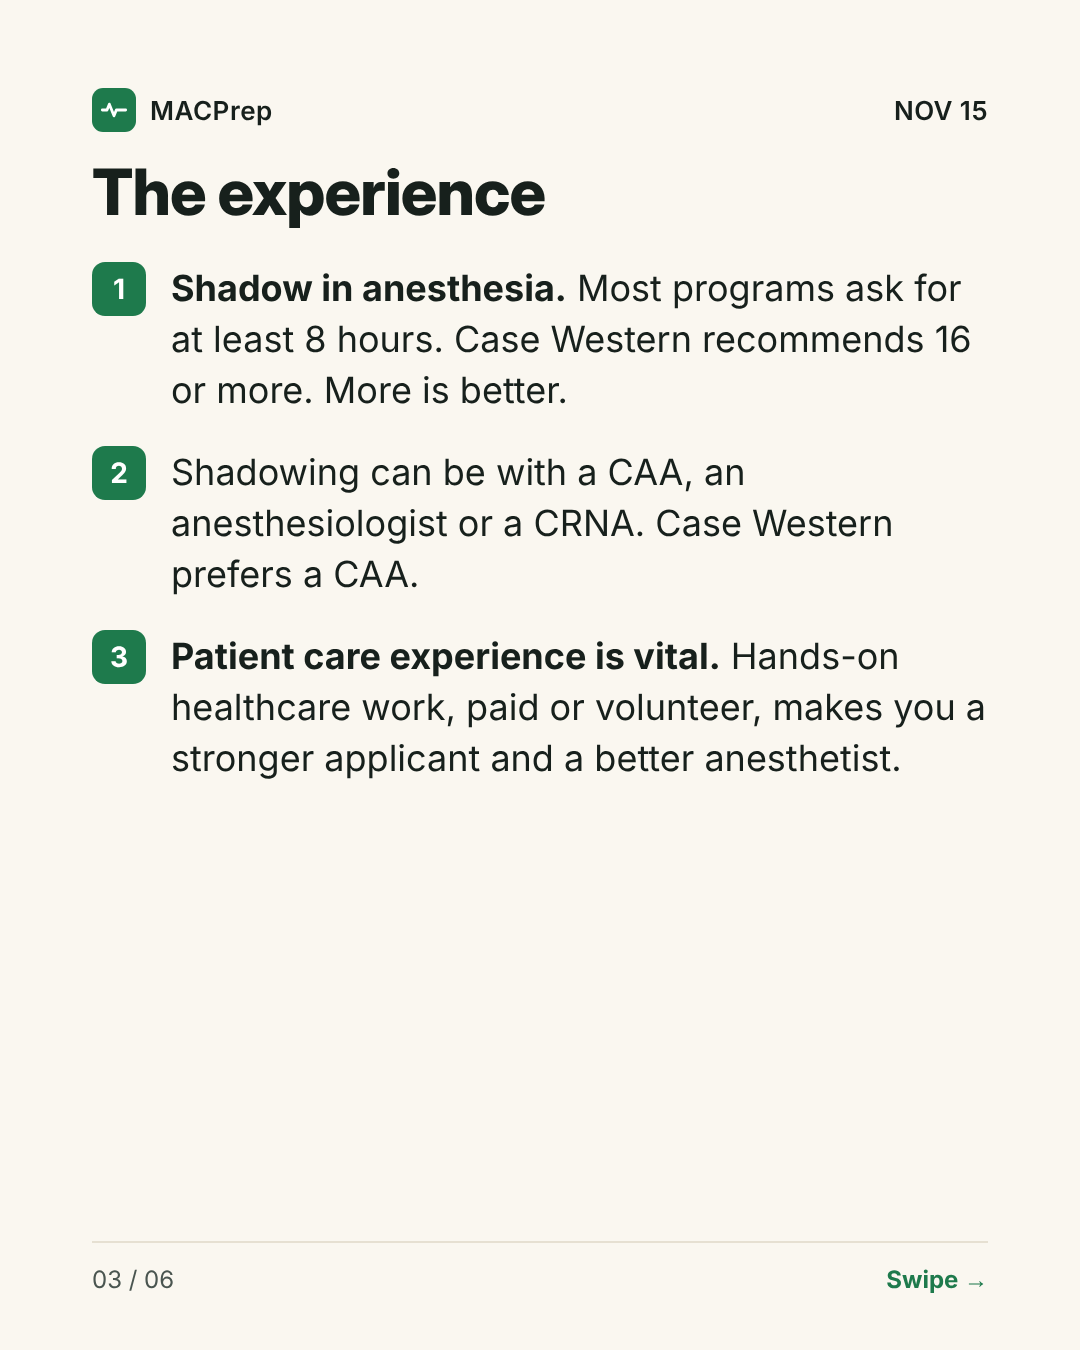 MACPrep
NOV 15
The experience
1
Shadow in anesthesia. Most programs ask for
at least 8 hours. Case Western recommends 16
or more. More is better.
2
Shadowing can be with a CAA, an
anesthesiologist or a CRNA. Case Western
prefers a CAA.
3
Patient care experience is vital. Hands-on
healthcare work, paid or volunteer, makes you a
stronger applicant and a better anesthetist.
03 / 06
Swipe →